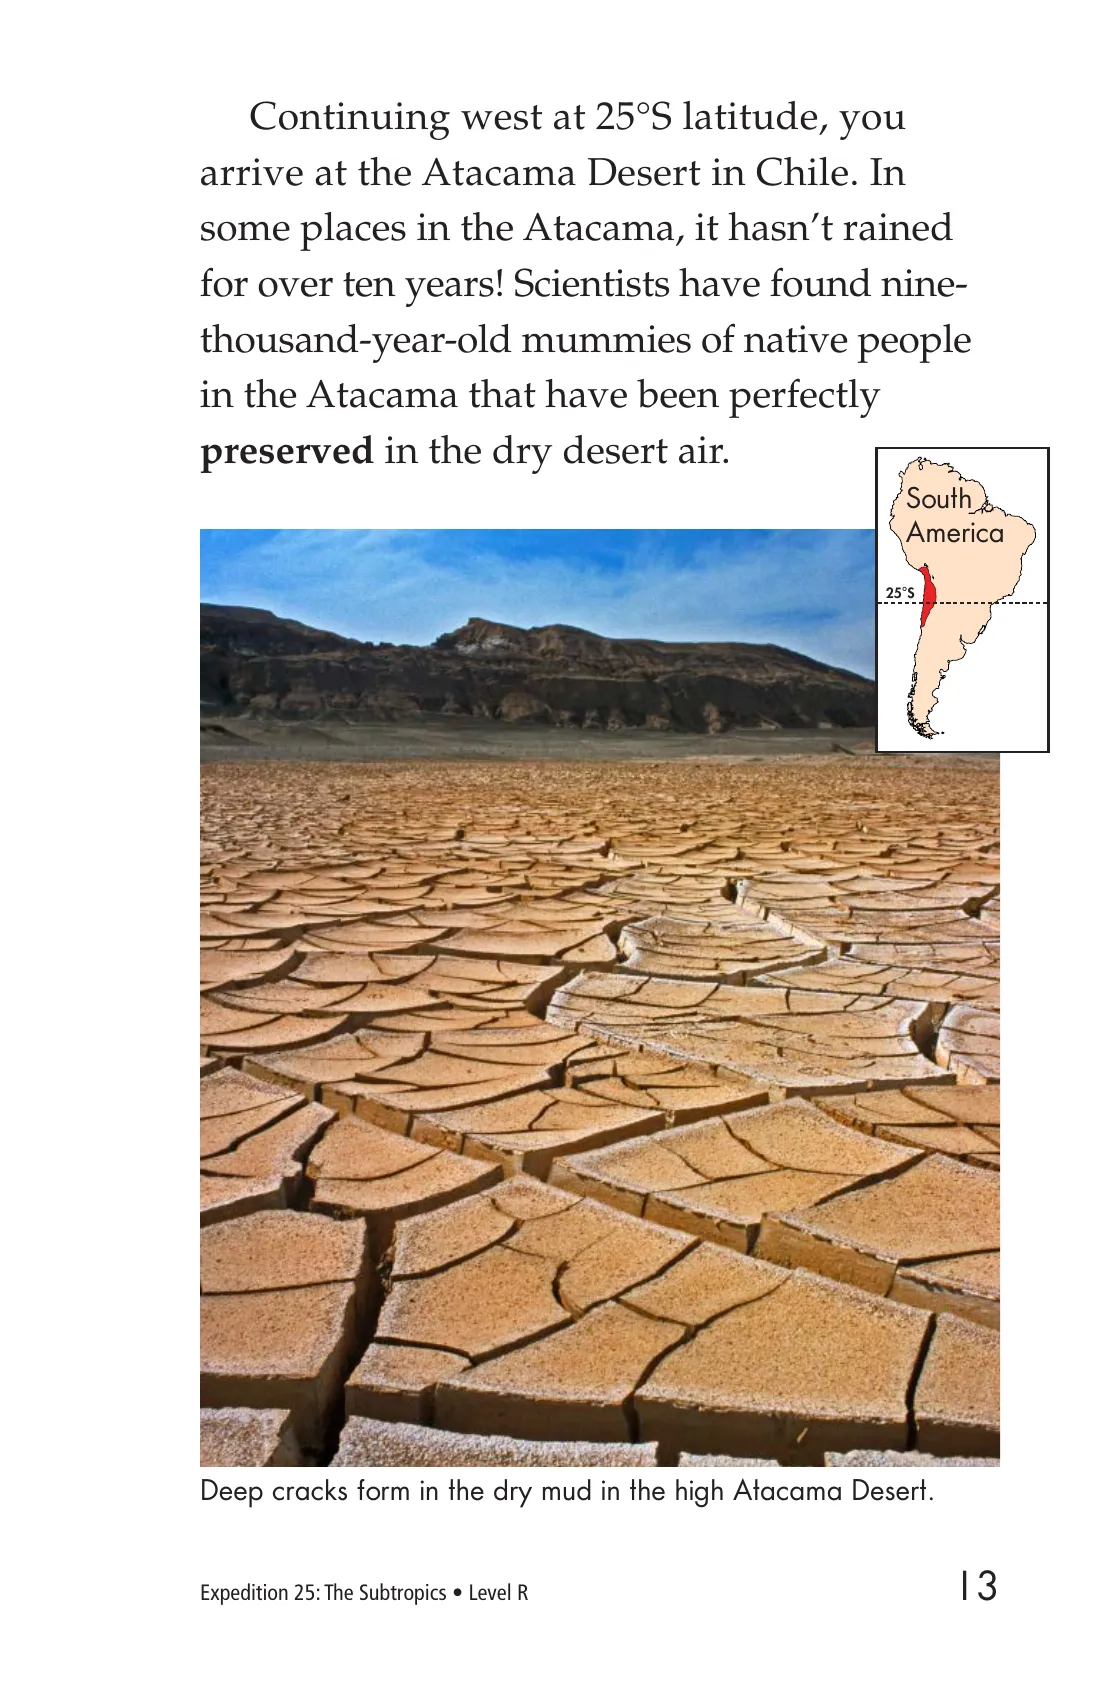 Continuing west at 25°S latitude, you
arrive at the Atacama Desert in Chile. In
some places in the Atacama, it hasn’t rained
for over ten years! Scientists have found nine-
thousand-year-old mummies of native people
in the Atacama that have been perfectly
preserved in the dry desert air.
South
America
25°S
Deep cracks form in the dry mud in the high Atacama Desert.
Expedition 25: The Subtropics • Level R
13